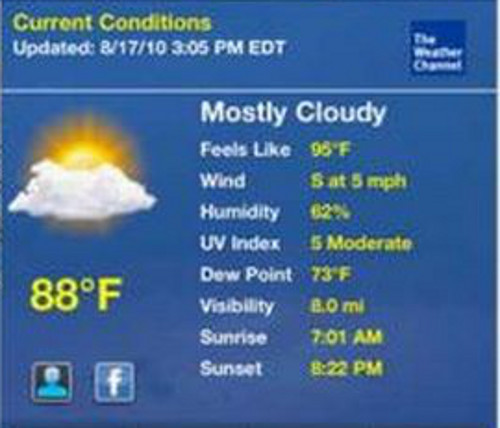 Current Conditions
Updated: 8/17/10 3:05 PM EDT
The
Weather
Channel
Mostly Cloudy
Feels Like 95°F
Wind S at 5 mph
Humidity 62%
UV Index 5 Moderate
Dew Point 73°F
88°F
Visibility 8.0 mi
Sunrise 7:01 AM
Sunset 8:22 PM
f